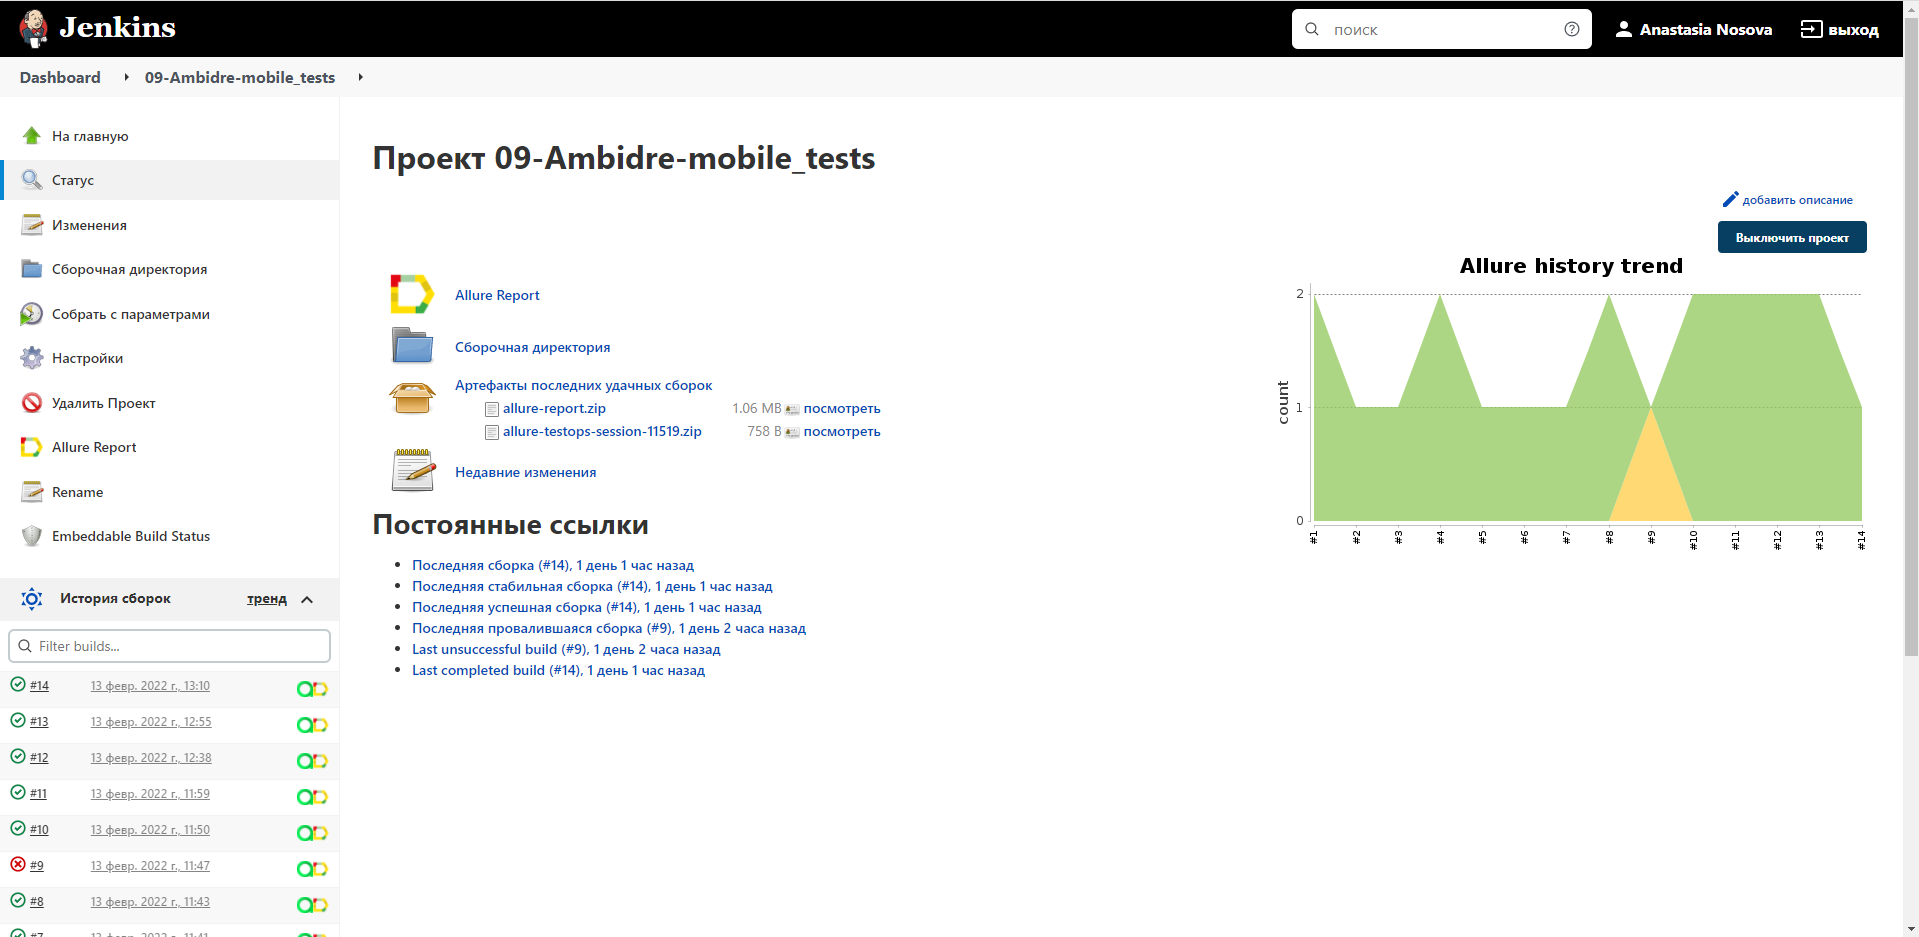 Jenkins
поиск
Anastasia Nosova
выход
Dashboard
09-Ambidre-mobile_tests
На главную
Статус
Изменения
Сборочная директория
Собрать с параметрами
Настройки
Удалить Проект
Allure Report
Rename
Embeddable Build Status
История сборок
тренд
Filter builds...
#14 13 февр. 2022 г., 13:10
#13 13 февр. 2022 г., 12:55
#12 13 февр. 2022 г., 12:38
#11 13 февр. 2022 г., 11:59
#10 13 февр. 2022 г., 11:50
#9 13 февр. 2022 г., 11:47
#8 13 февр. 2022 г., 11:43
#7 13 февр. 2022 г., 11:41
Проект 09-Ambidre-mobile_tests
добавить описание
Выключить проект
Allure Report
Сборочная директория
Артефакты последних удачных сборок
allure-report.zip 1.06 MB посмотреть
allure-testops-session-11519.zip 758 B посмотреть
Недавние изменения
Постоянные ссылки
Последняя сборка (#14), 1 день 1 час назад
Последняя стабильная сборка (#14), 1 день 1 час назад
Последняя успешная сборка (#14), 1 день 1 час назад
Последняя провалившаяся сборка (#9), 1 день 2 часа назад
Last unsuccessful build (#9), 1 день 2 часа назад
Last completed build (#14), 1 день 1 час назад
Allure history trend
count
2
1
0
#1 #2 #3 #4 #5 #6 #7 #8 #9 #10 #11 #12 #13 #14